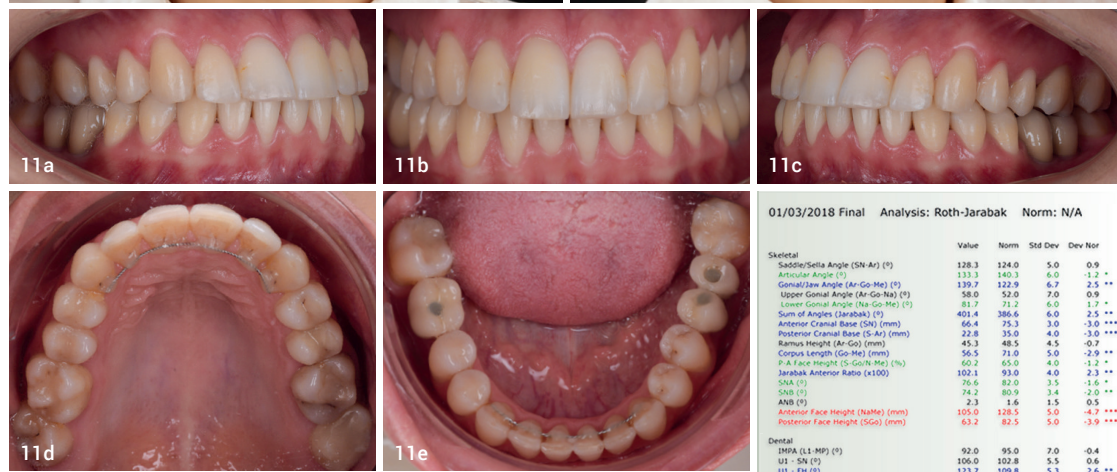 11a
11b
11c
11d
11e
01/03/2018 Final Analysis: Roth-Jarabak Norm: N/A
Value Norm Std Dev Dev Nor
Skeletal
Saddle/Sella Angle (SN-Ar) (º) 128.3 124.0 5.0 0.9
Articular Angle (º) 133.3 140.3 6.0 -1.2 *
Gonial/Jaw Angle (Ar-Go-Me) (º) 139.7 122.9 6.7 2.5 **
Upper Gonial Angle (Ar-Go-Na) (º) 58.0 52.0 7.0 0.9
Lower Gonial Angle (Na-Go-Me) (º) 81.7 71.2 6.0 1.7 *
Sum of Angles (Jarabak) (º) 401.4 386.6 6.0 2.5 **
Anterior Cranial Base (SN) (mm) 66.4 75.3 3.0 -3.0 ***
Posterior Cranial Base (S-Ar) (mm) 22.8 35.0 4.0 -3.0 ***
Ramus Height (Ar-Go) (mm) 45.3 48.5 4.5 -0.7
Corpus Length (Go-Me) (mm) 56.5 71.0 5.0 -2.9 **
P-A Face Height (S-Go/N-Me) (%) 60.2 65.0 4.0 -1.2 *
Jarabak Anterior Ratio (x100) 102.1 93.0 4.0 2.3 **
SNA (º) 76.6 82.0 3.5 -1.6 *
SNB (º) 74.2 80.9 3.4 -2.0 **
ANB (º) 2.3 1.6 1.5 0.5
Anterior Face Height (NaMe) (mm) 105.0 128.5 5.0 -4.7 ***
Posterior Face Height (SGo) (mm) 63.2 82.5 5.0 -3.9 ***
Dental
IMPA (L1-MP) (º) 92.0 95.0 7.0 -0.4
U1 - SN (º) 106.0 102.8 5.5 0.6
U1 - FH (º) 123.7 109.8 5.3 2.6 **